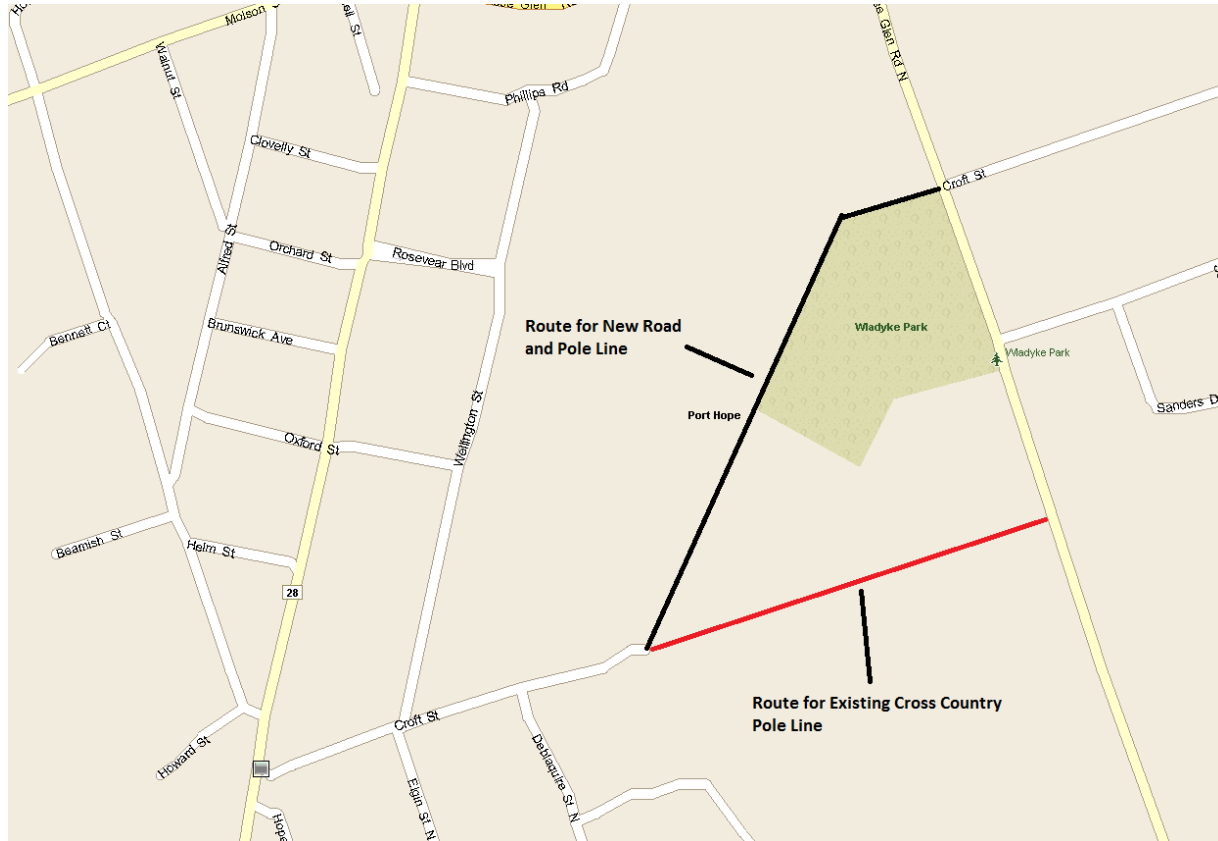 Molson
Glen
Glen Rd N
Walnut St
St
Phillips Rd
Clovelly St
Croft St
Alfred St
Orchard St
Rosevear Blvd
Bennett Ct
Brunswick Ave
Route for New Road
and Pole Line
Wladyke Park
Wladyke Park
Sanders D
Port Hope
Wellington St
Oxford St
Beamish St
Helm St
28
Route for Existing Cross Country
Pole Line
Croft St
Howard St
Deblaquire St N
Elgin St N
Hope